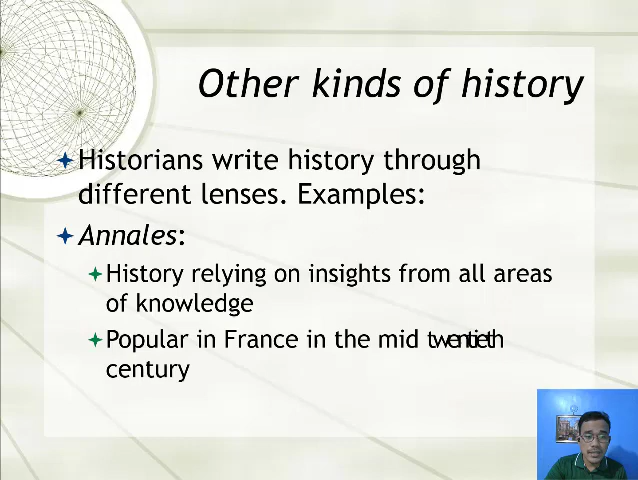 Other kinds of history
Historians write history through
different lenses. Examples:
Annales:
History relying on insights from all areas
of knowledge
Popular in France in the mid twentieth
century